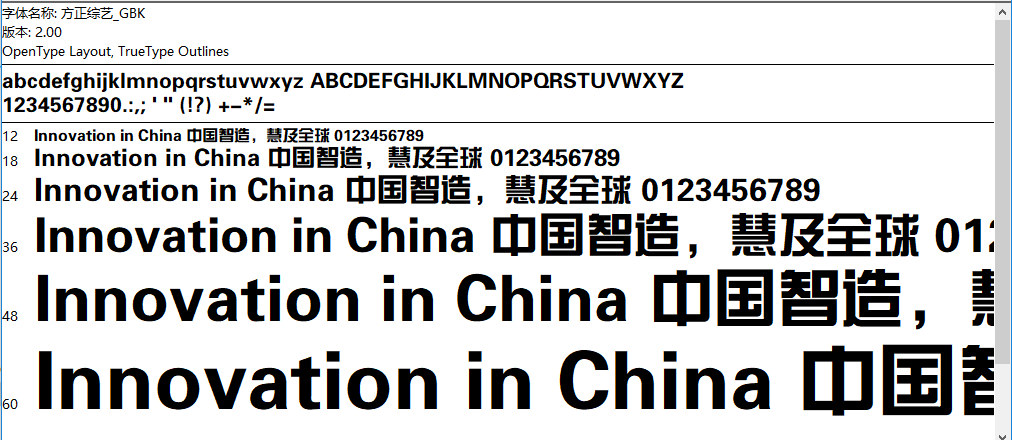 字体名称: 方正综艺_GBK
版本: 2.00
OpenType Layout, TrueType Outlines
abcdefghijklmnopqrstuvwxyz ABCDEFGHIJKLMNOPQRSTUVWXYZ
1234567890.:,; ' " (!?) +-*/=
12 Innovation in China 中国智造，慧及全球 0123456789
18 Innovation in China 中国智造，慧及全球 0123456789
24 Innovation in China 中国智造，慧及全球 0123456789
36 Innovation in China 中国智造，慧及全球 012
48 Innovation in China 中国智造，慧
60 Innovation in China 中国智